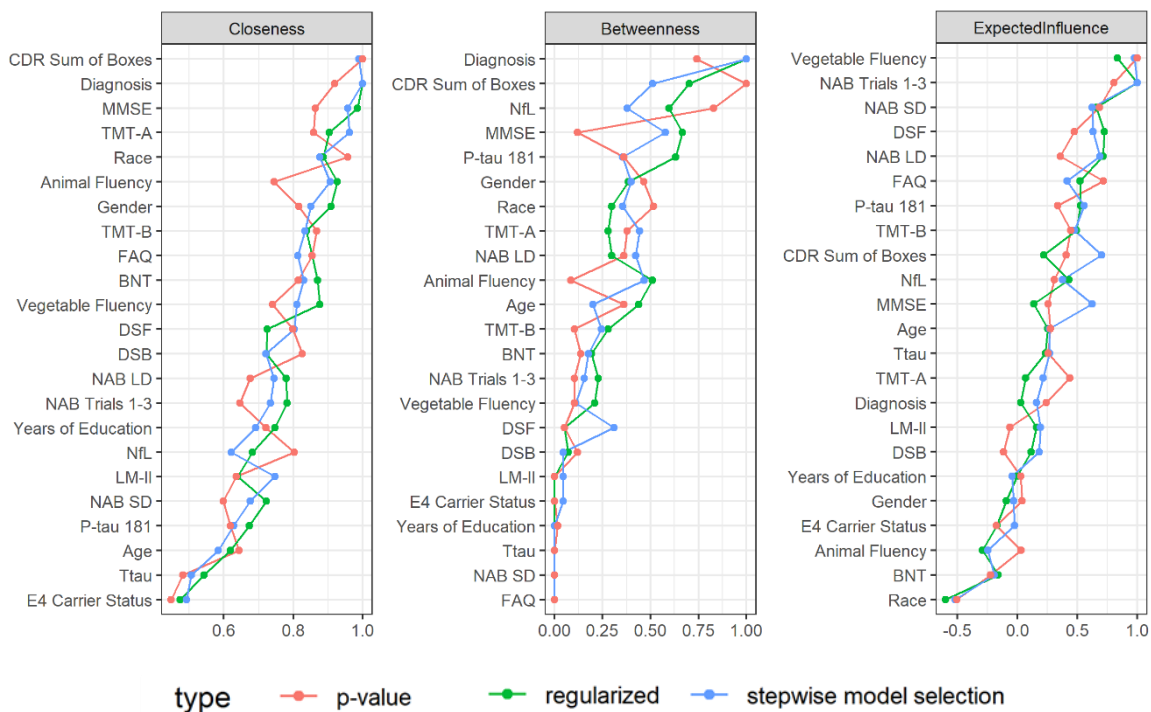 Closeness
CDR Sum of Boxes
Diagnosis
MMSE
TMT-A
Race
Animal Fluency
Gender
TMT-B
FAQ
BNT
Vegetable Fluency
DSF
DSB
NAB LD
NAB Trials 1-3
Years of Education
NfL
LM-II
NAB SD
P-tau 181
Age
Ttau
E4 Carrier Status
0.6 0.8 1.0
Betweenness
Diagnosis
CDR Sum of Boxes
NfL
MMSE
P-tau 181
Gender
Race
TMT-A
NAB LD
Animal Fluency
Age
TMT-B
BNT
NAB Trials 1-3
Vegetable Fluency
DSF
DSB
LM-II
E4 Carrier Status
Years of Education
Ttau
NAB SD
FAQ
0.00 0.25 0.50 0.75 1.00
ExpectedInfluence
Vegetable Fluency
NAB Trials 1-3
NAB SD
DSF
NAB LD
FAQ
P-tau 181
TMT-B
CDR Sum of Boxes
NfL
MMSE
Age
Ttau
TMT-A
Diagnosis
LM-II
DSB
Years of Education
Gender
E4 Carrier Status
Animal Fluency
BNT
Race
-0.5 0.0 0.5 1.0
type p-value regularized stepwise model selection